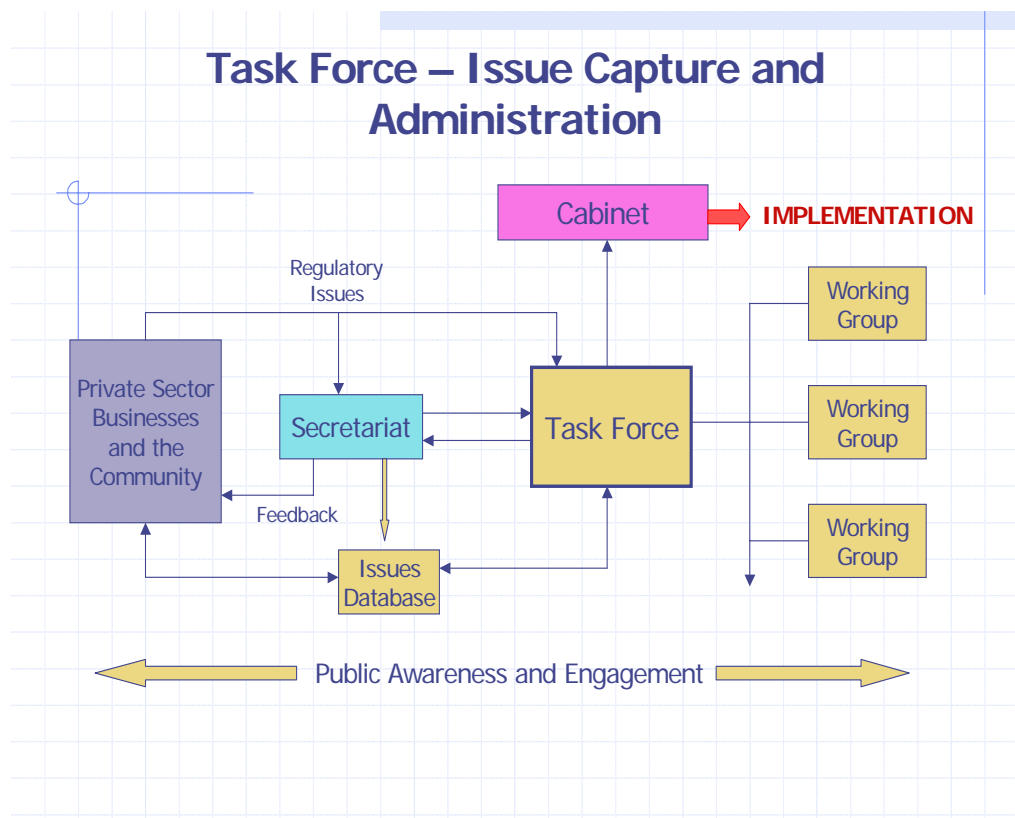 Task Force – Issue Capture and
Administration
Cabinet
IMPLEMENTATION
Regulatory
Issues
Working
Group
Private Sector
Businesses
and the
Community
Secretariat
Task Force
Working
Group
Feedback
Working
Group
Issues
Database
Public Awareness and Engagement